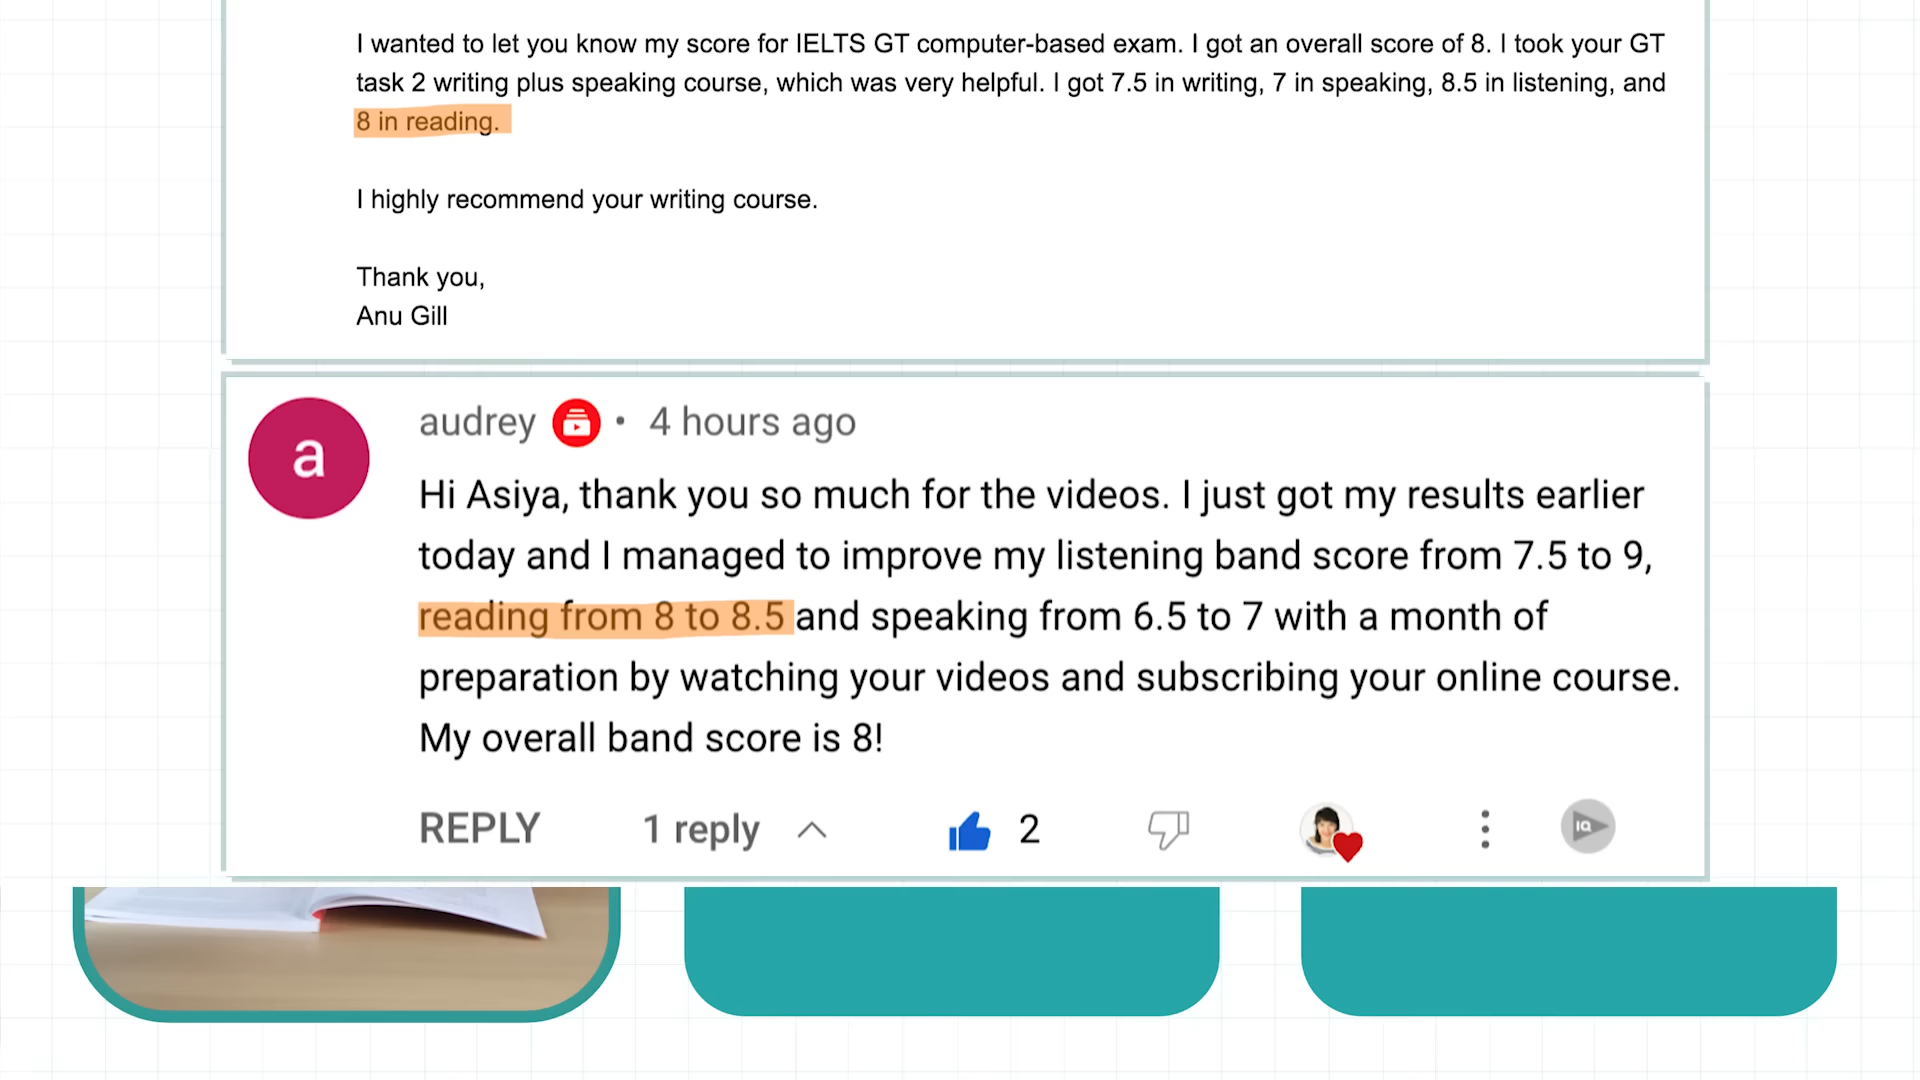 I wanted to let you know my score for IELTS GT computer-based exam. I got an overall score of 8. I took your GT
task 2 writing plus speaking course, which was very helpful. I got 7.5 in writing, 7 in speaking, 8.5 in listening, and
8 in reading.
I highly recommend your writing course.
Thank you,
Anu Gill
a
audrey • 4 hours ago
Hi Asiya, thank you so much for the videos. I just got my results earlier
today and I managed to improve my listening band score from 7.5 to 9,
reading from 8 to 8.5 and speaking from 6.5 to 7 with a month of
preparation by watching your videos and subscribing your online course.
My overall band score is 8!
REPLY 1 reply 2 IQ